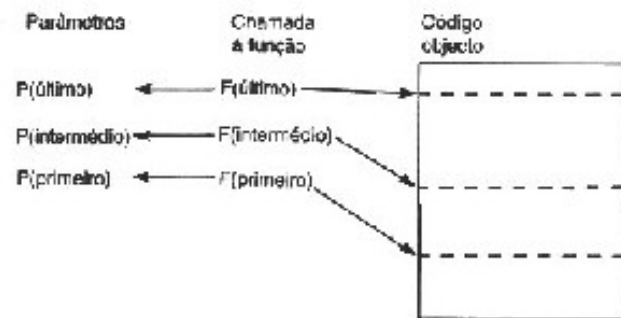 Parâmetros
Chamada
à função
Código
objecto
P(último)
F(último)
P(intermédio)
F(intermédio)
P(primeiro)
F(primeiro)